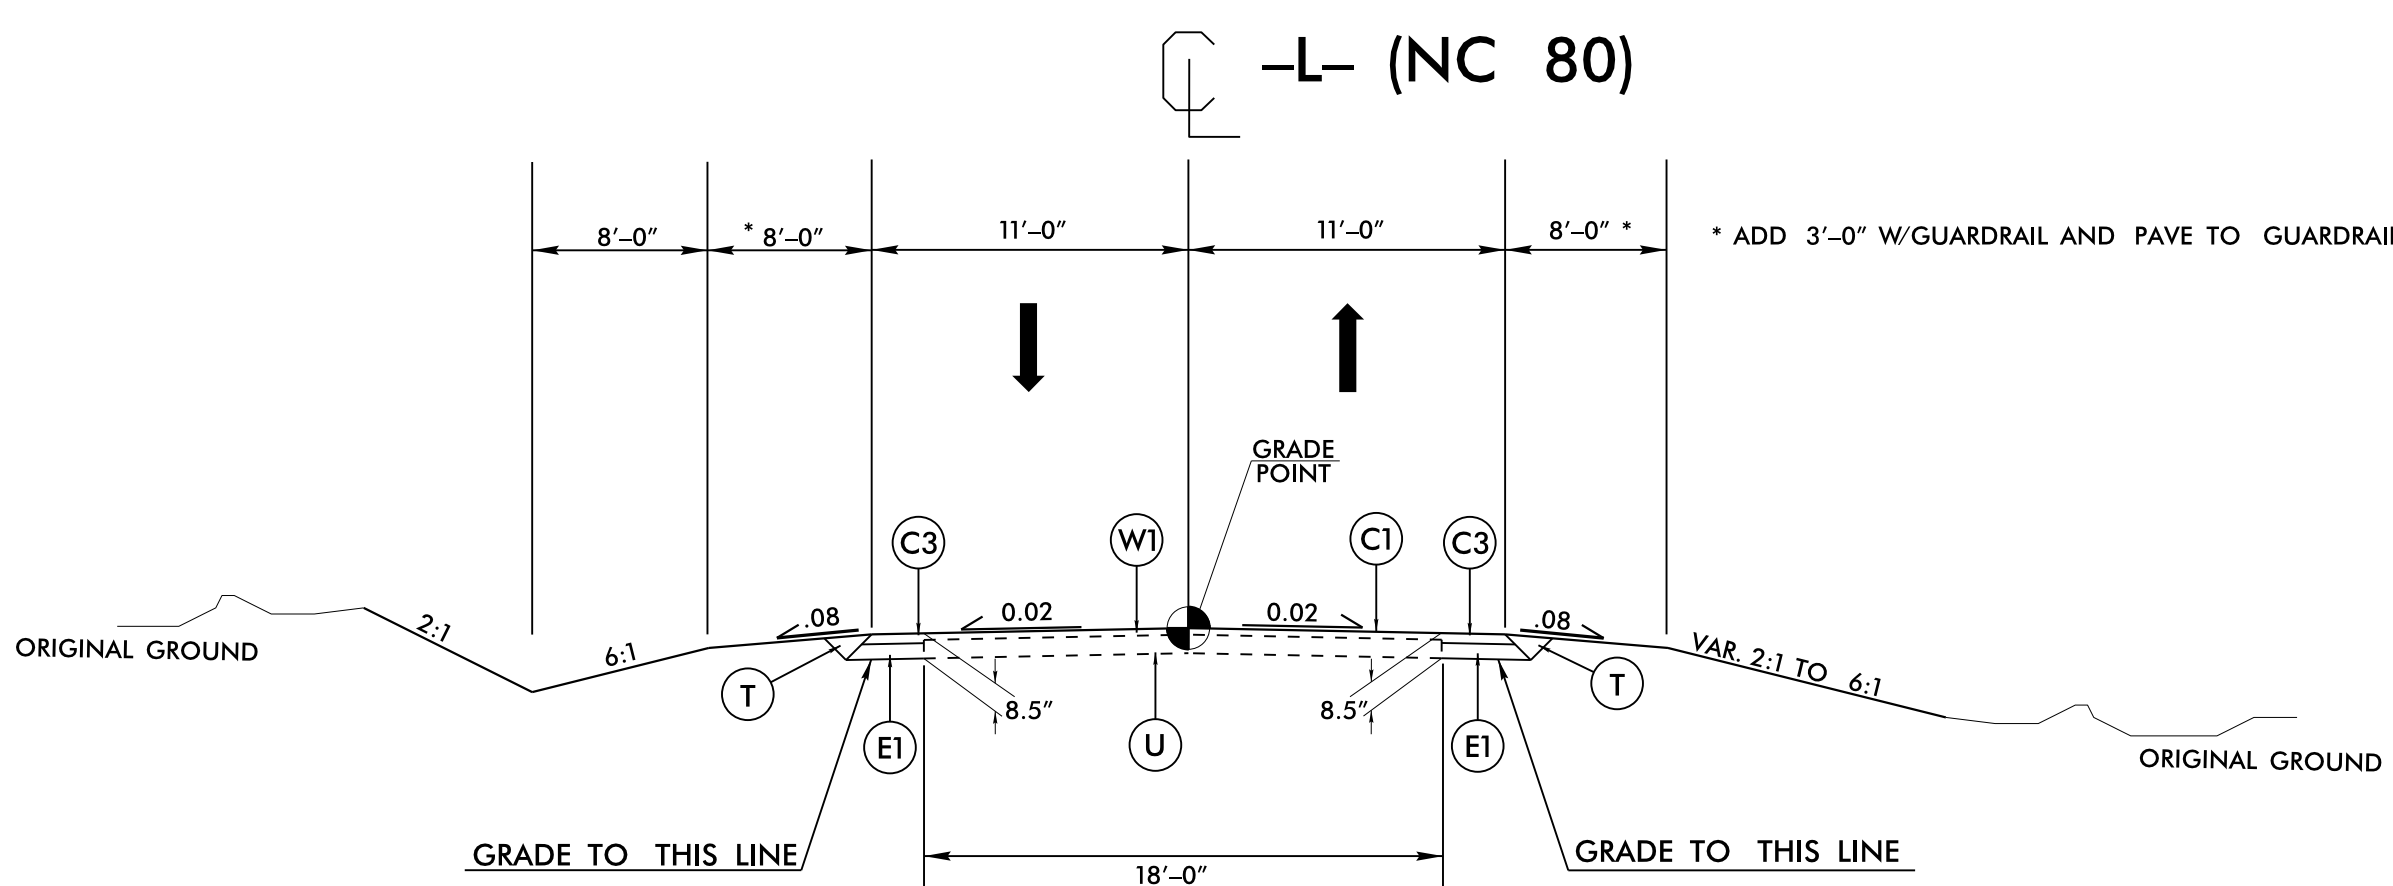 ℄ –L– (NC 80)
8'–0" * 8'–0" 11'–0" 11'–0" 8'–0" * * ADD 3'–0" W/GUARDRAIL AND PAVE TO
GRADE
POINT
C3 W1 C1 C3
.08 0.02 0.02 .08
ORIGINAL GROUND 2:1 6:1 VAR. 2:1 TO 6:1
T T
8.5" 8.5"
E1 U E1
ORIGINAL GROUND
GRADE TO THIS LINE GRADE TO THIS LINE
18'–0"